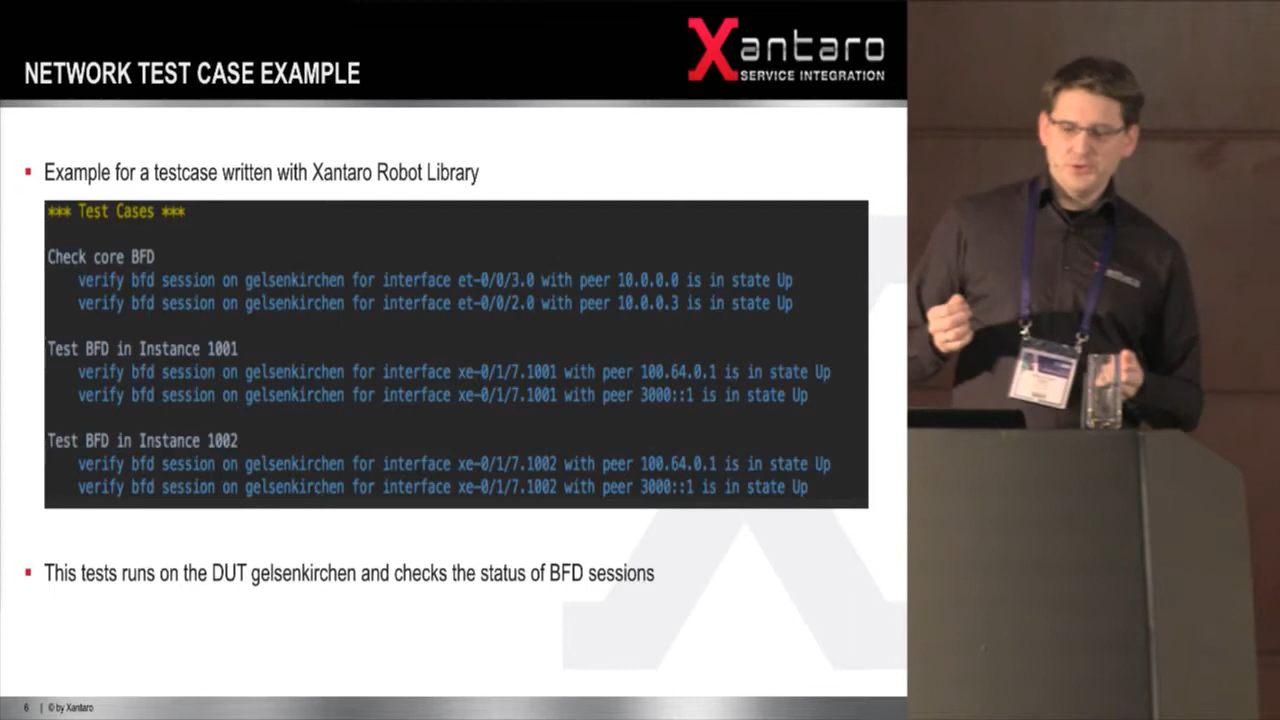 NETWORK TEST CASE EXAMPLE
Xantaro
SERVICE INTEGRATION
▪ Example for a testcase written with Xantaro Robot Library
*** Test Cases ***
Check core BFD
verify bfd session on gelsenkirchen for interface et-0/0/3.0 with peer 10.0.0.0 is in state Up
verify bfd session on gelsenkirchen for interface et-0/0/2.0 with peer 10.0.0.3 is in state Up
Test BFD in Instance 1001
verify bfd session on gelsenkirchen for interface xe-0/1/7.1001 with peer 100.64.0.1 is in state Up
verify bfd session on gelsenkirchen for interface xe-0/1/7.1001 with peer 3000::1 is in state Up
Test BFD in Instance 1002
verify bfd session on gelsenkirchen for interface xe-0/1/7.1002 with peer 100.64.0.1 is in state Up
verify bfd session on gelsenkirchen for interface xe-0/1/7.1002 with peer 3000::1 is in state Up
▪ This tests runs on the DUT gelsenkirchen and checks the status of BFD sessions
6 | © by Xantaro